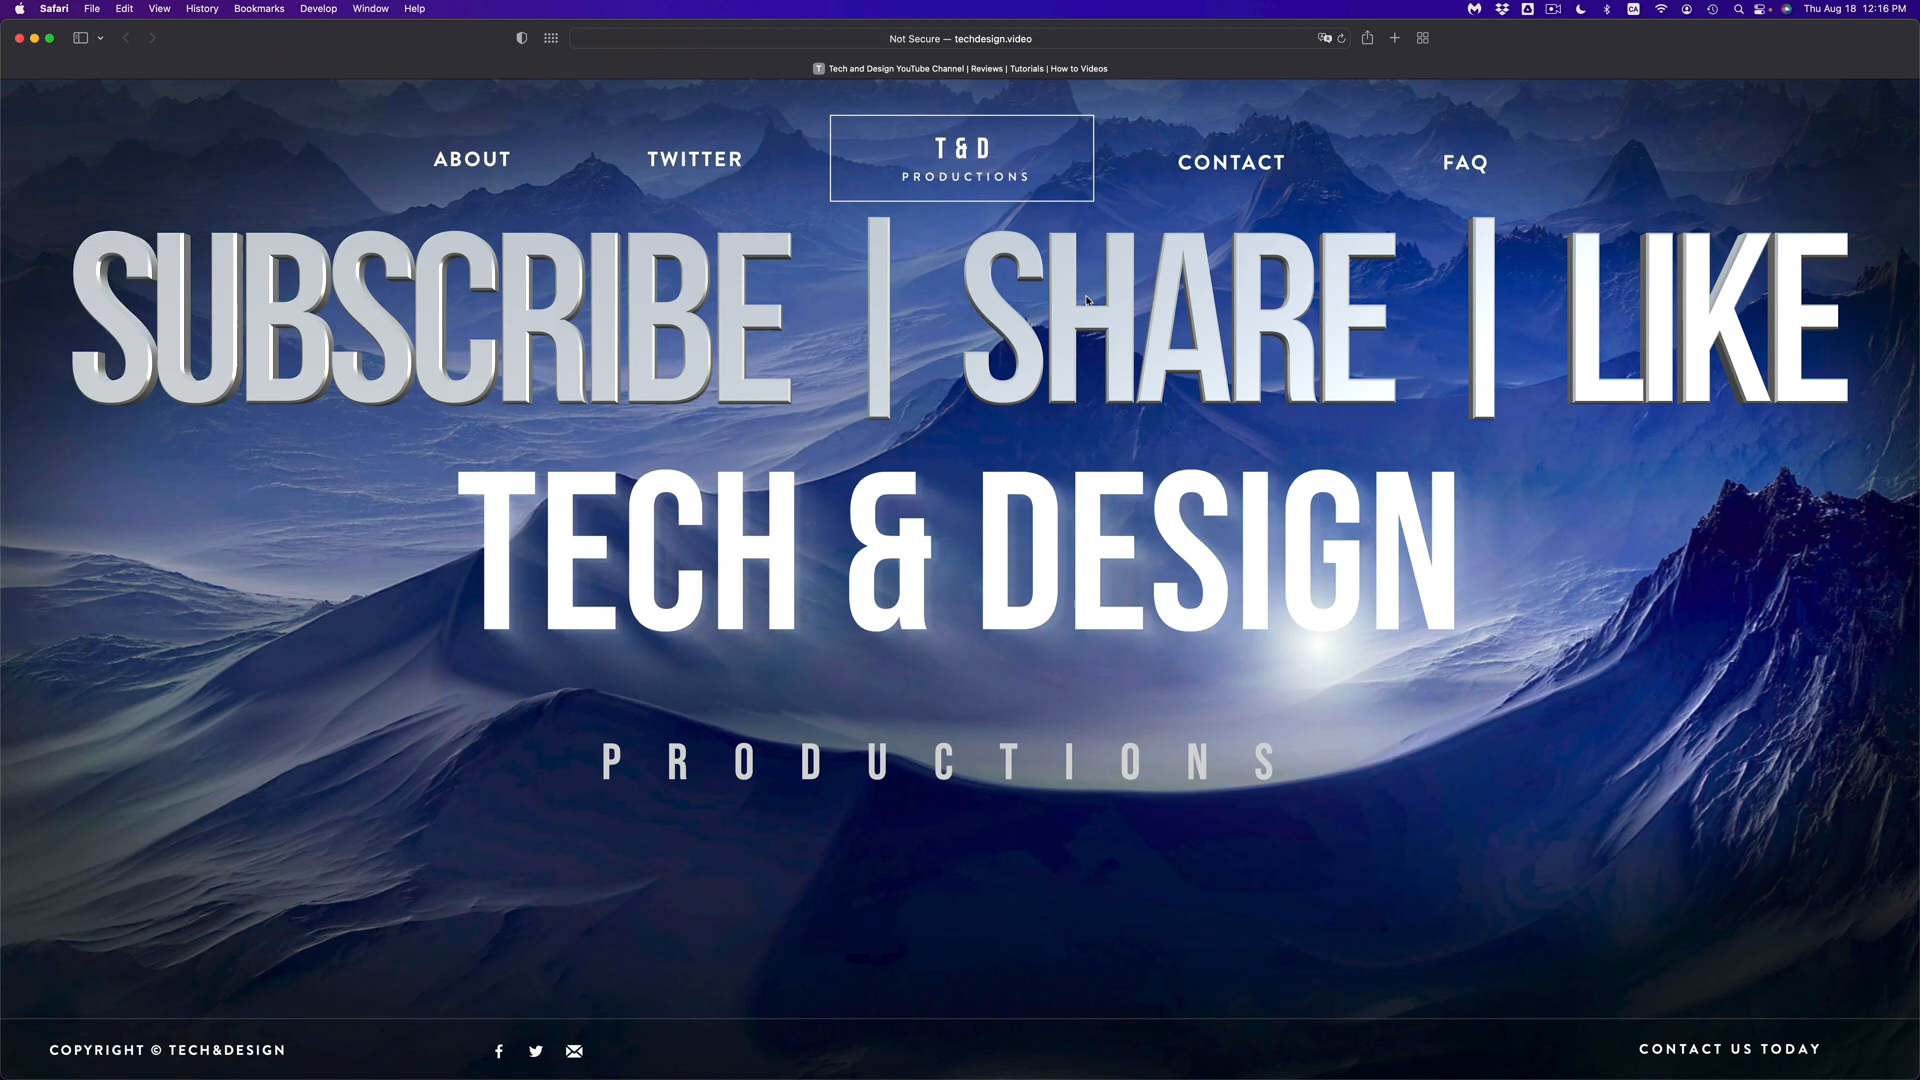 Safari File Edit View History Bookmarks Develop Window Help CA Thu Aug 18 12:16 PM
Not Secure — techdesign.video
T Tech and Design YouTube Channel | Reviews | Tutorials | How to Videos
ABOUT TWITTER T & D CONTACT FAQ
PRODUCTIONS
SUBSCRIBE | SHARE | LIKE
TECH & DESIGN
PRODUCTIONS
COPYRIGHT © TECH&DESIGN CONTACT US TODAY